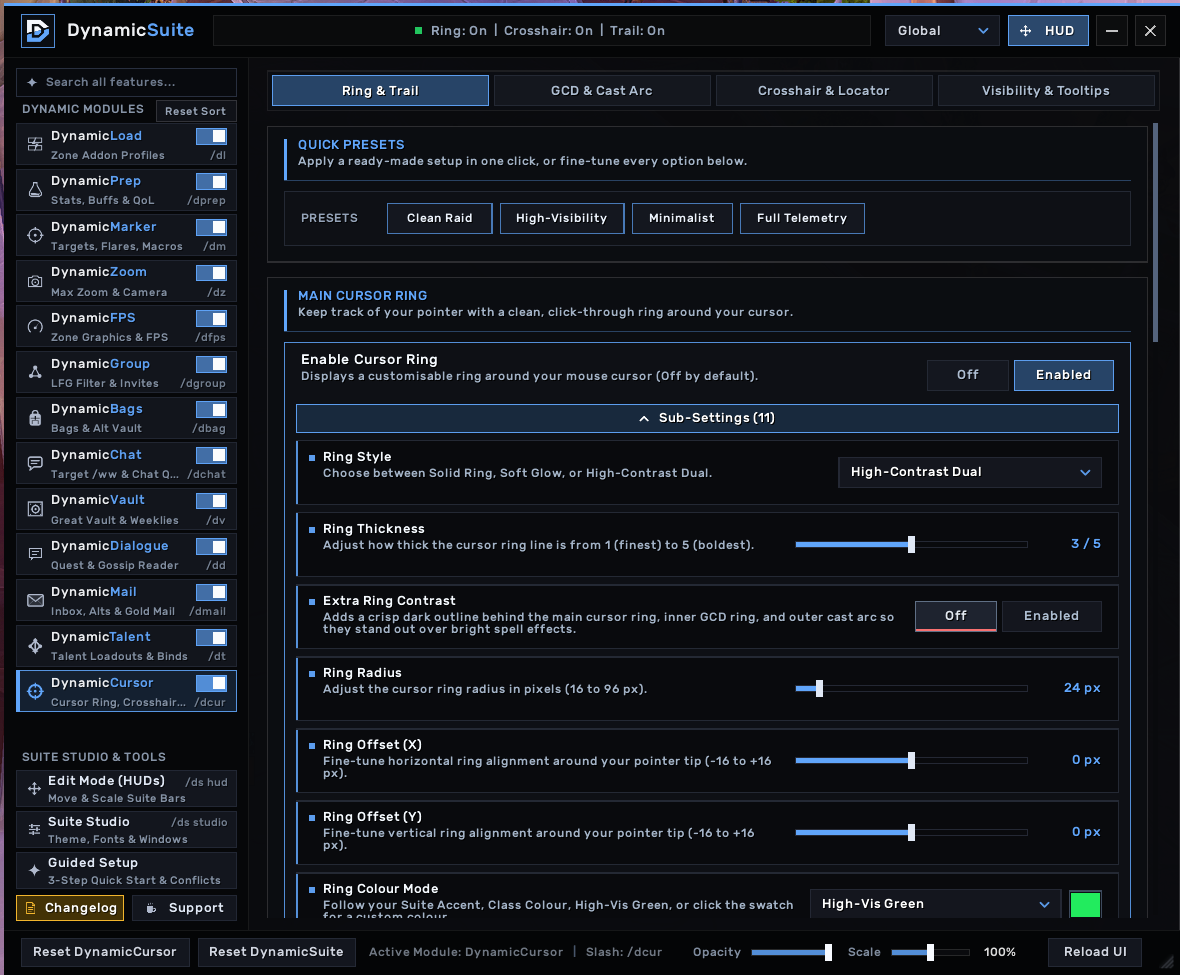 DynamicSuite
Ring: On | Crosshair: On | Trail: On
Global
HUD
Search all features...
DYNAMIC MODULES
Reset Sort
DynamicLoad
Zone Addon Profiles /dl
DynamicPrep
Stats, Buffs & QoL /dprep
DynamicMarker
Targets, Flares, Macros /dm
DynamicZoom
Max Zoom & Camera /dz
DynamicFPS
Zone Graphics & FPS /dfps
DynamicGroup
LFG Filter & Invites /dgroup
DynamicBags
Bags & Alt Vault /dbag
DynamicChat
Target /ww & Chat Q... /dchat
DynamicVault
Great Vault & Weeklies /dv
DynamicDialogue
Quest & Gossip Reader /dd
DynamicMail
Inbox, Alts & Gold Mail /dmail
DynamicTalent
Talent Loadouts & Binds /dt
DynamicCursor
Cursor Ring, Crosshair... /dcur
SUITE STUDIO & TOOLS
Edit Mode (HUDs) /ds hud
Move & Scale Suite Bars
Suite Studio /ds studio
Theme, Fonts & Windows
Guided Setup
3-Step Quick Start & Conflicts
Changelog
Support
Ring & Trail
GCD & Cast Arc
Crosshair & Locator
Visibility & Tooltips
QUICK PRESETS
Apply a ready-made setup in one click, or fine-tune every option below.
PRESETS
Clean Raid
High-Visibility
Minimalist
Full Telemetry
MAIN CURSOR RING
Keep track of your pointer with a clean, click-through ring around your cursor.
Enable Cursor Ring
Displays a customisable ring around your mouse cursor (Off by default).
Off
Enabled
Sub-Settings (11)
Ring Style
Choose between Solid Ring, Soft Glow, or High-Contrast Dual.
High-Contrast Dual
Ring Thickness
Adjust how thick the cursor ring line is from 1 (finest) to 5 (boldest).
3 / 5
Extra Ring Contrast
Adds a crisp dark outline behind the main cursor ring, inner GCD ring, and outer cast arc so
they stand out over bright spell effects.
Off
Enabled
Ring Radius
Adjust the cursor ring radius in pixels (16 to 96 px).
24 px
Ring Offset (X)
Fine-tune horizontal ring alignment around your pointer tip (-16 to +16
px).
0 px
Ring Offset (Y)
Fine-tune vertical ring alignment around your pointer tip (-16 to +16
px).
0 px
Ring Colour Mode
Follow your Suite Accent, Class Colour, High-Vis Green, or click the swatch
for a custom colour.
High-Vis Green
Reset DynamicCursor
Reset DynamicSuite
Active Module: DynamicCursor | Slash: /dcur
Opacity
Scale
100%
Reload UI